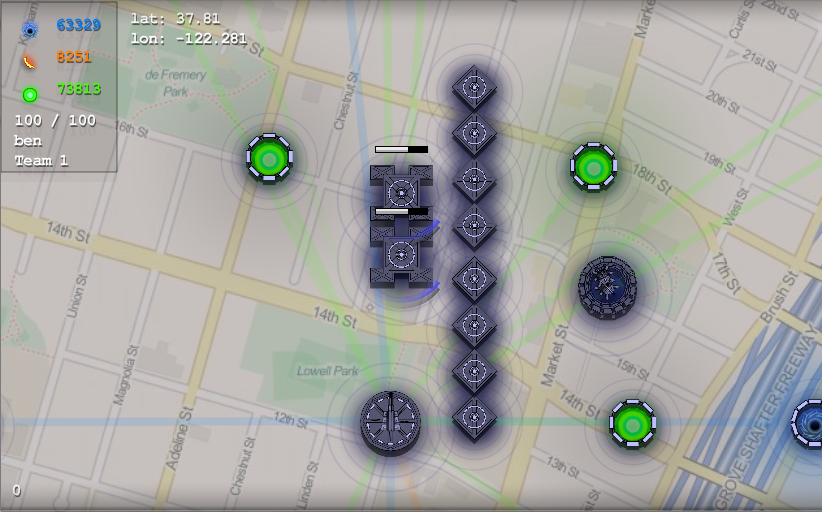 63329
8251
73813
100 / 100
ben
Team 1
lat: 37.81
lon: -122.281
de Fremery
Park
16th St
Chestnut St
Market
Curtis St
22nd St
21st St
20th St
19th St
18th St
West St
17th St
Brush St
14th St
Union St
14th St
Magnolia St
Adeline St
Lowell Park
Market St
15th St
14th St
12th St
Chestnut St
Linden St
13th St
GROVE SHAFTER FREEWAY
0